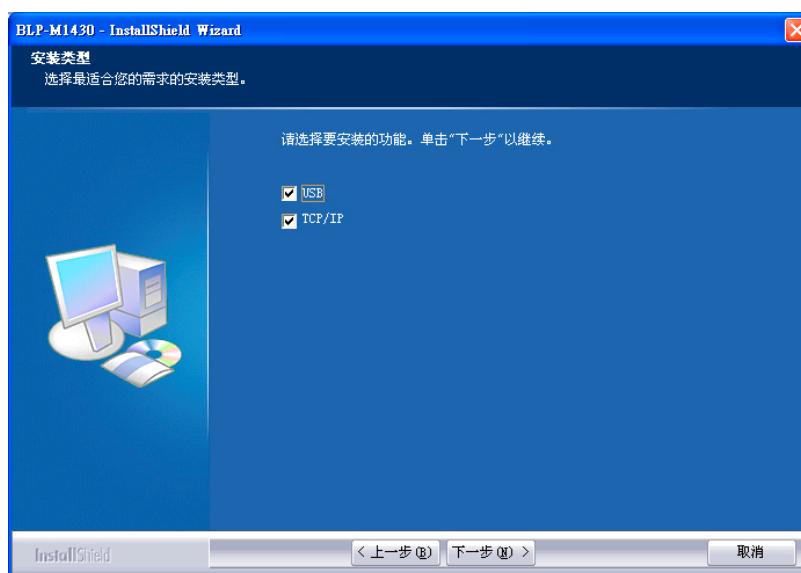 BLP-M1430 - InstallShield Wizard
安装类型
选择最适合您的需求的安装类型。
请选择要安装的功能。单击“下一步“以继续。
USB
TCP/IP
InstallShield
< 上一步(B)
下一步(N) >
取消